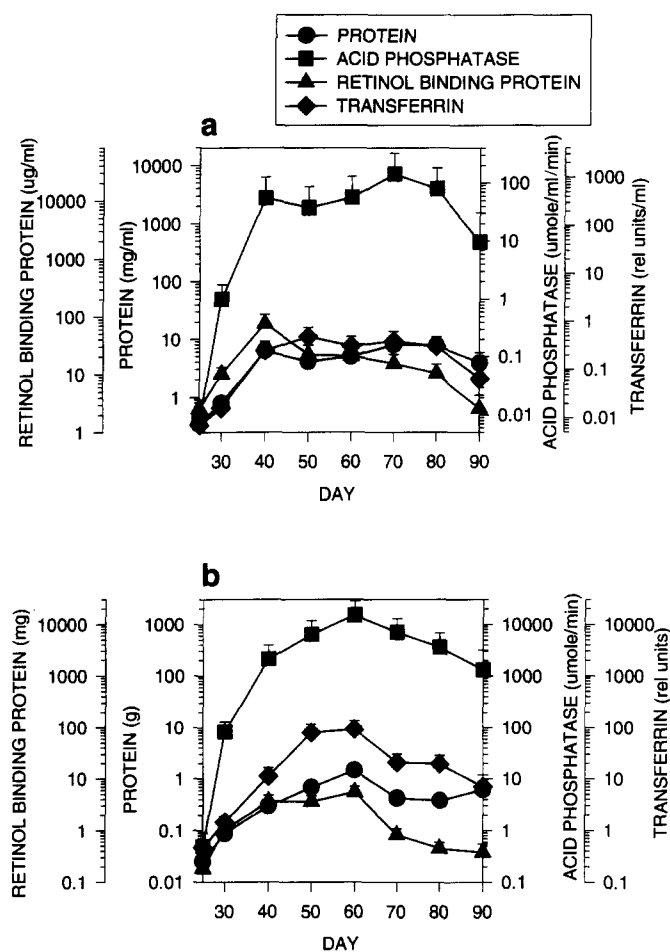 PROTEIN
ACID PHOSPHATASE
RETINOL BINDING PROTEIN
TRANSFERRIN
a
RETINOL BINDING PROTEIN (ug/ml)
10000
1000
100
10
1
PROTEIN (mg/ml)
10000
1000
100
10
1
100
10
1
0.1
0.01
ACID PHOSPHATASE (umole/ml/min)
1000
100
10
1
0.1
0.01
TRANSFERRIN (rel units/ml)
30 40 50 60 70 80 90
DAY
b
RETINOL BINDING PROTEIN (mg)
10000
1000
100
10
1
0.1
PROTEIN (g)
1000
100
10
1
0.1
0.01
10000
1000
100
10
1
0.1
ACID PHOSPHATASE (umole/min)
10000
1000
100
10
1
0.1
TRANSFERRIN (rel units)
30 40 50 60 70 80 90
DAY